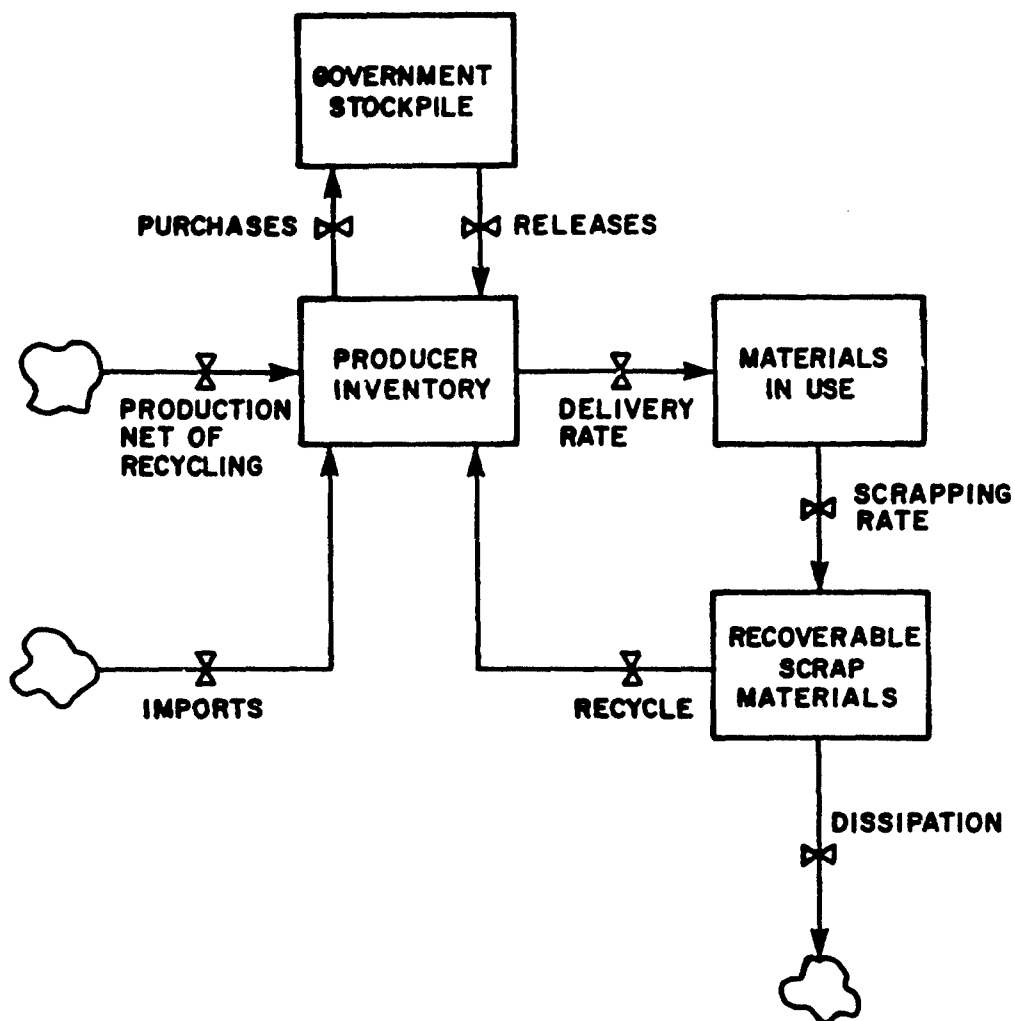 GOVERNMENT
STOCKPILE
PURCHASES
RELEASES
PRODUCER
INVENTORY
MATERIALS
IN USE
PRODUCTION
NET OF
RECYCLING
DELIVERY
RATE
SCRAPPING
RATE
RECOVERABLE
SCRAP
MATERIALS
IMPORTS
RECYCLE
DISSIPATION